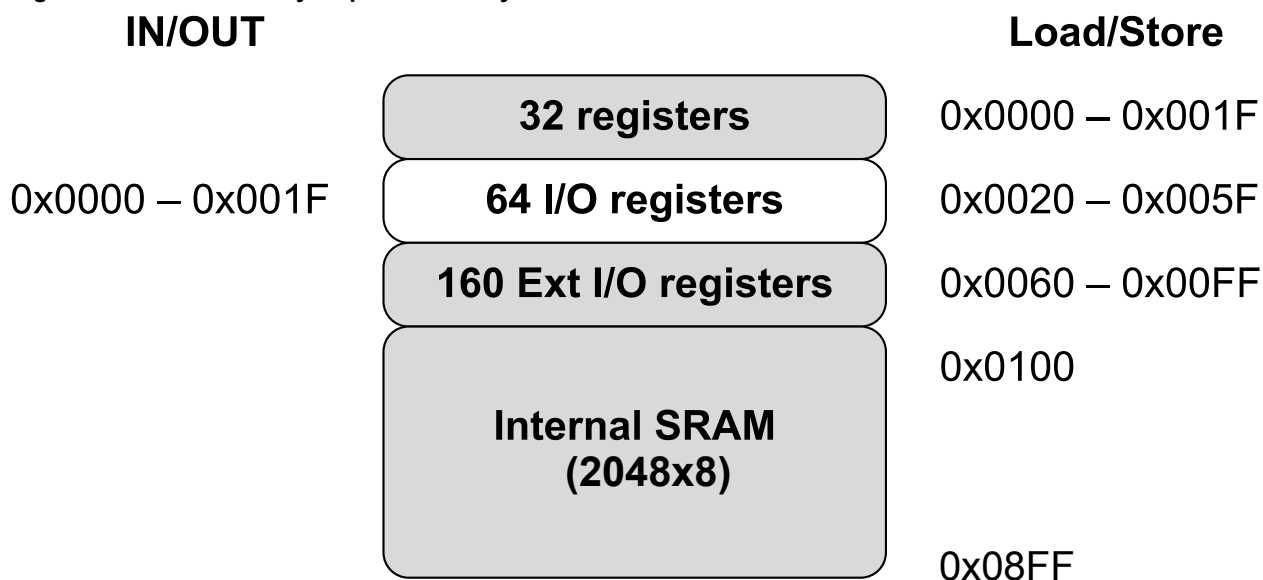 IN/OUT Load/Store
32 registers 0x0000 – 0x001F
0x0000 – 0x001F 64 I/O registers 0x0020 – 0x005F
160 Ext I/O registers 0x0060 – 0x00FF
0x0100
Internal SRAM
(2048x8)
0x08FF